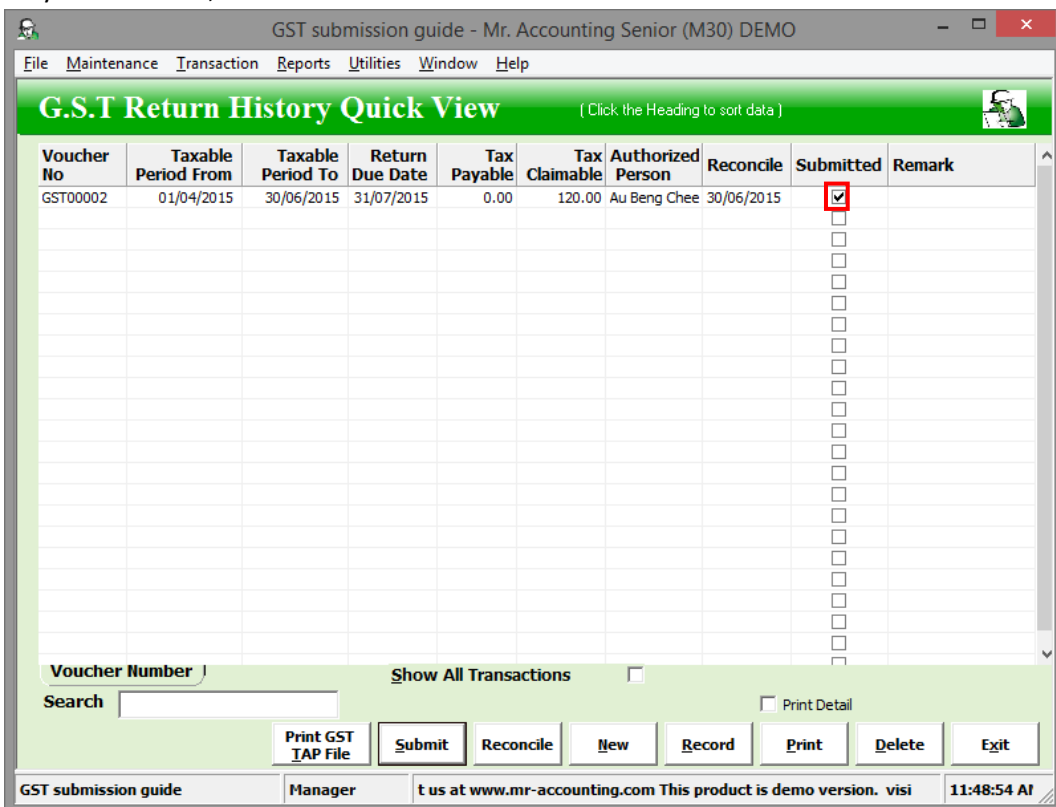 GST submission guide - Mr. Accounting Senior (M30) DEMO
File Maintenance Transaction Reports Utilities Window Help
G.S.T Return History Quick View ( Click the Heading to sort data )
Voucher No Taxable Period From Taxable Period To Return Due Date Tax Payable Tax Claimable Authorized Person Reconcile Submitted Remark
GST00002 01/04/2015 30/06/2015 31/07/2015 0.00 120.00 Au Beng Chee 30/06/2015
Voucher Number Show All Transactions
Search Print Detail
Print GST TAP File Submit Reconcile New Record Print Delete Exit
GST submission guide Manager t us at www.mr-accounting.com This product is demo version. visi 11:48:54